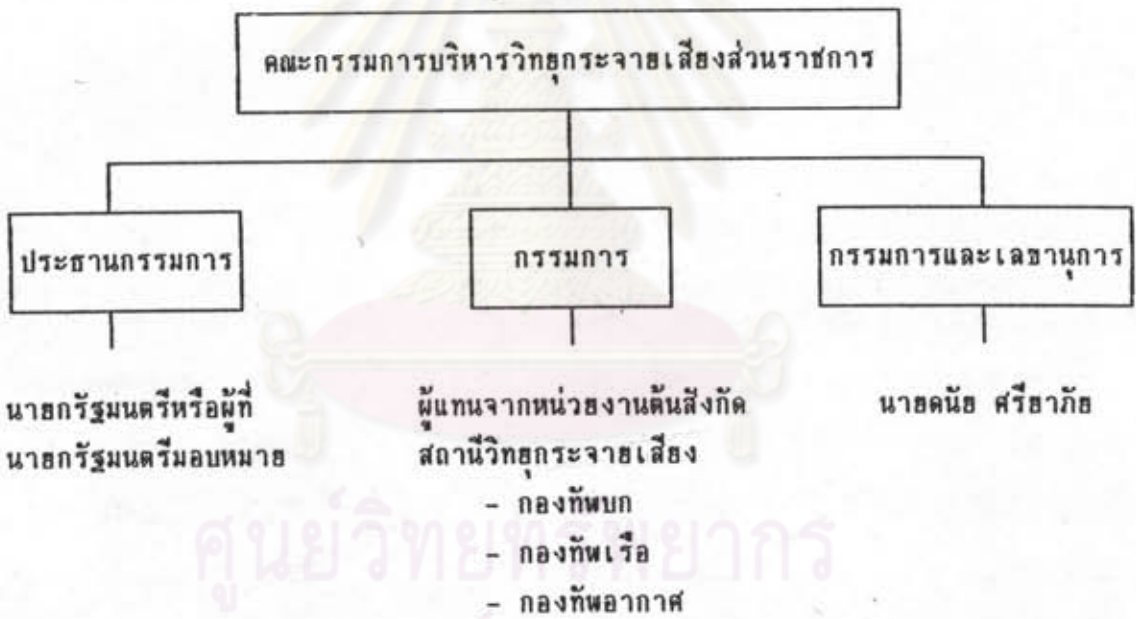 คณะกรรมการบริหารวิทยุกระจายเสียงส่วนราชการ
ประธานกรรมการ
กรรมการ
กรรมการและเลขานุการ
นายกรัฐมนตรีหรือผู้ที่
นายกรัฐมนตรีมอบหมาย
ผู้แทนจากหน่วยงานต้นสังกัด
สถานีวิทยุกระจายเสียง
- กองทัพบก
- กองทัพเรือ
- กองทัพอากาศ
นายดนัย ศรียาภัย
ศูนย์วิทยทรัพยากร